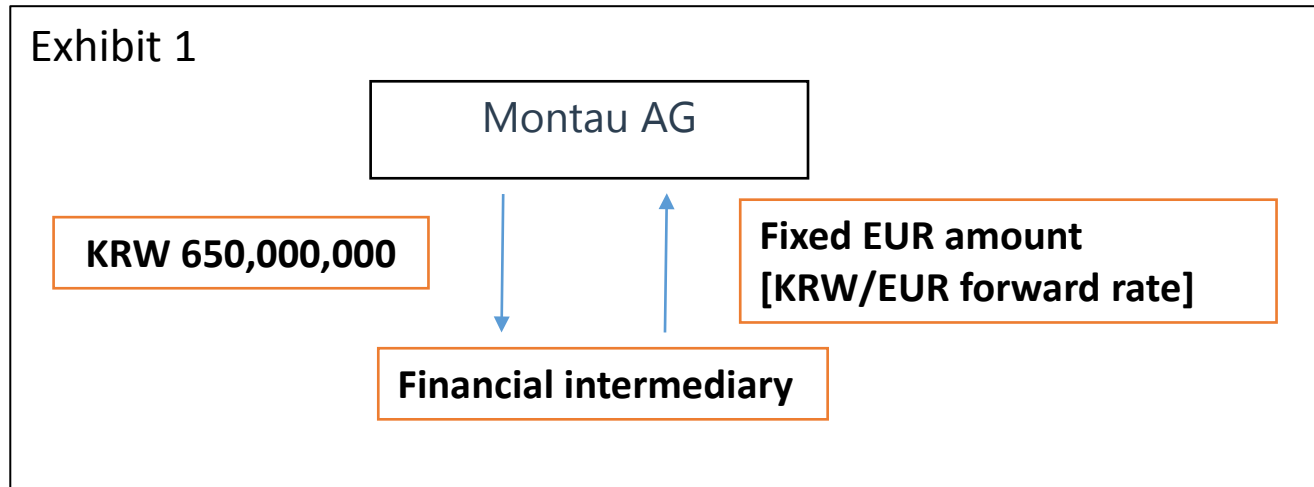 Exhibit 1
Montau AG
KRW 650,000,000
Fixed EUR amount
[KRW/EUR forward rate]
Financial intermediary